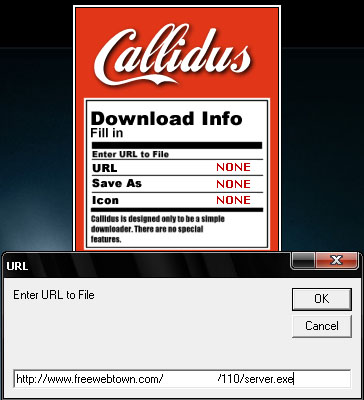 Callidus
Download Info
Fill in
Enter URL to File
URL NONE
Save As NONE
Icon NONE
Callidus is designed only to be a simple
downloader. There are no special
features.
URL
Enter URL to File
OK
Cancel
http://www.freewebtown.com/ /110/server.exe